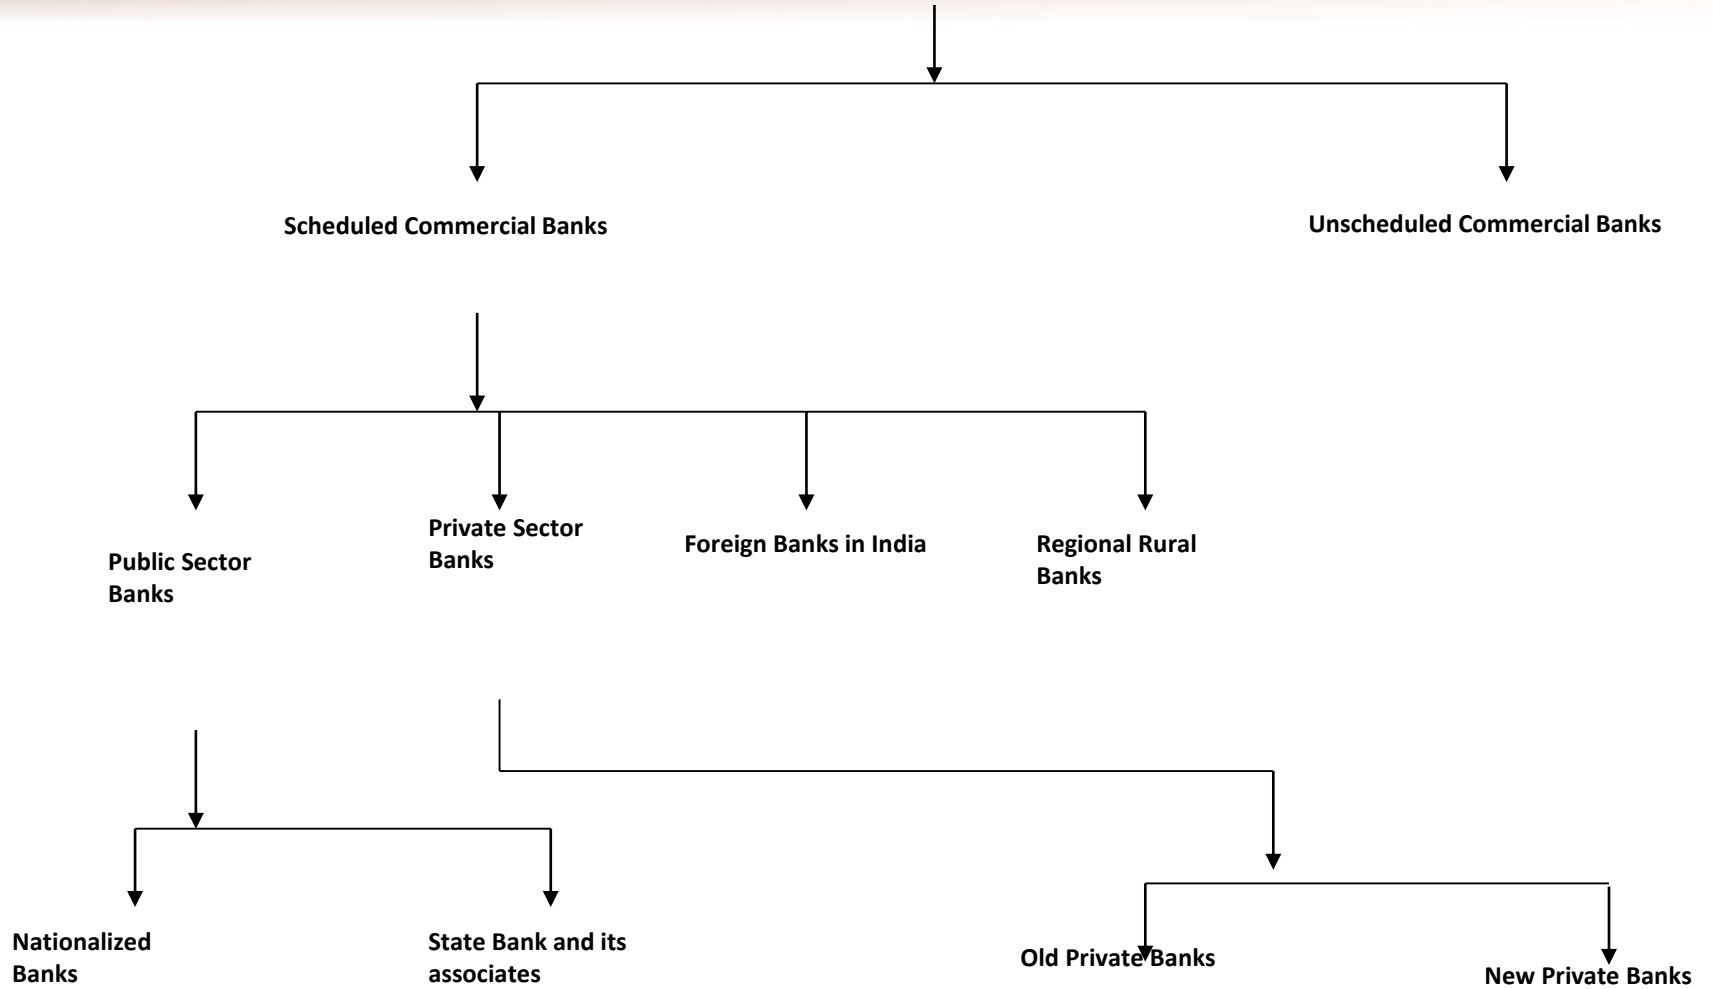 Scheduled Commercial Banks
Unscheduled Commercial Banks
Public Sector
Banks
Private Sector
Banks
Foreign Banks in India
Regional Rural
Banks
Nationalized
Banks
State Bank and its
associates
Old Private Banks
New Private Banks